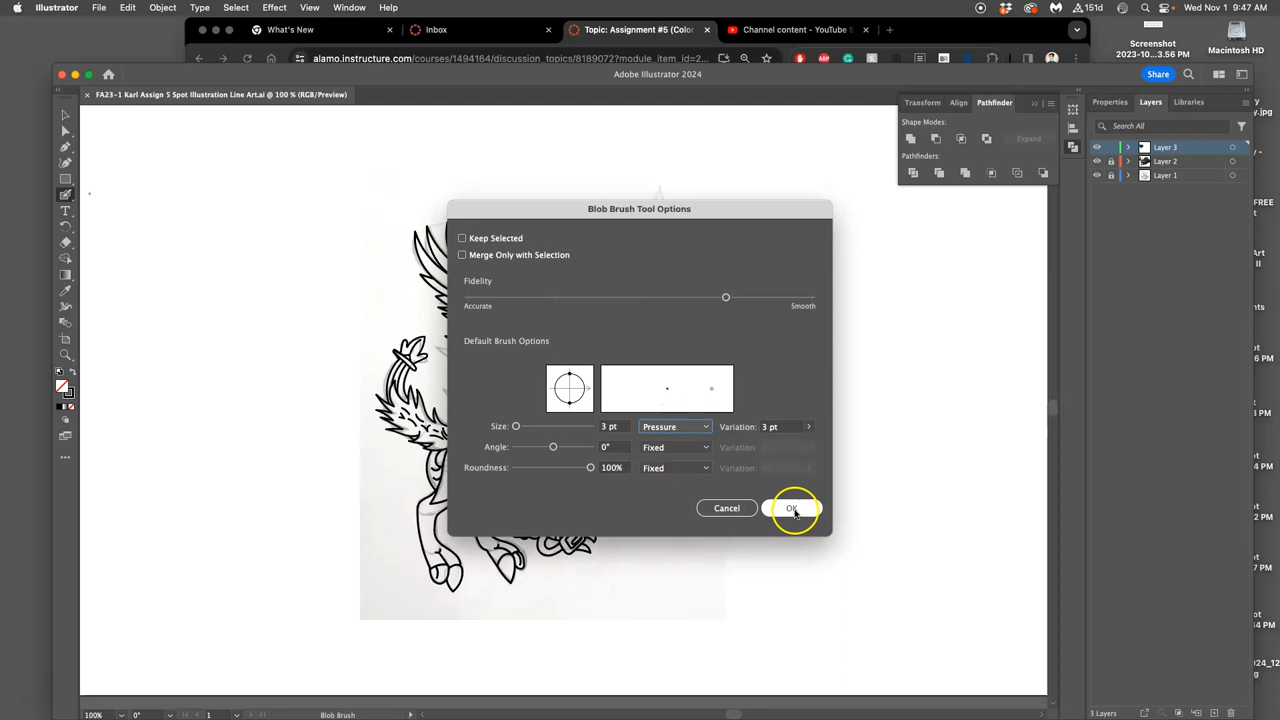 Illustrator File Edit Object Type Select Effect View Window Help 151d Wed Nov 1 9:47 AM
What's New Inbox Topic: Assignment #5 (Color YouTube Channel content - YouTube S
alamo.instructure.com/courses/1494164/discussion_topics/8189072?module_item_id=2...
Screenshot
2023-10...3.56 PM
Macintosh HD
Adobe Illustrator 2024
Share
FA23-1 Karl Assign 5 Spot Illustration Line Art.ai @ 100 % (RGB/Preview)
Transform Align Pathfinder
Properties Layers Libraries
Shape Modes:
Search All
Expand
Layer 3
Pathfinders:
Layer 2
Layer 1
Blob Brush Tool Options
Keep Selected
Merge Only with Selection
Fidelity
Accurate Smooth
Default Brush Options
Size: 3 pt Pressure Variation: 3 pt
Angle: 0° Fixed Variation:
Roundness: 100% Fixed Variation:
Cancel OK
100% 0° 1 Blob Brush
3 Layers